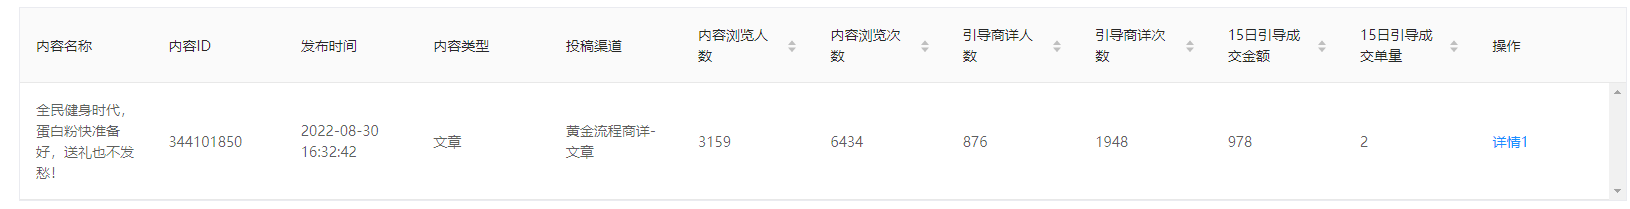 内容名称
内容ID
发布时间
内容类型
投稿渠道
内容浏览人
数
内容浏览次
数
引导商详人
数
引导商详次
数
15日引导成
交金额
15日引导成
交单量
操作
全民健身时代，
蛋白粉快准备
好，送礼也不发
愁！
344101850
2022-08-30
16:32:42
文章
黄金流程商详-
文章
3159
6434
876
1948
978
2
详情1